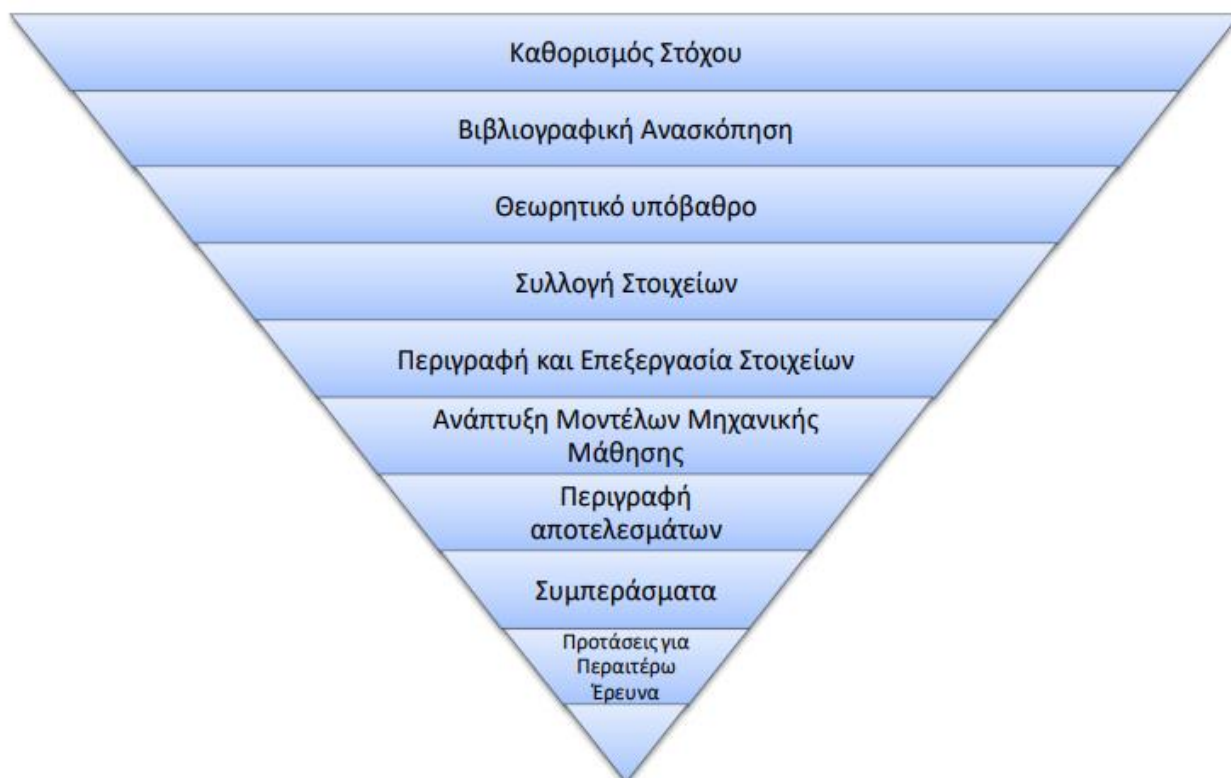 Καθορισμός Στόχου
Βιβλιογραφική Ανασκόπηση
Θεωρητικό υπόβαθρο
Συλλογή Στοιχείων
Περιγραφή και Επεξεργασία Στοιχείων
Ανάπτυξη Μοντέλων Μηχανικής
Μάθησης
Περιγραφή
αποτελεσμάτων
Συμπεράσματα
Προτάσεις για
Περαιτέρω
Έρευνα